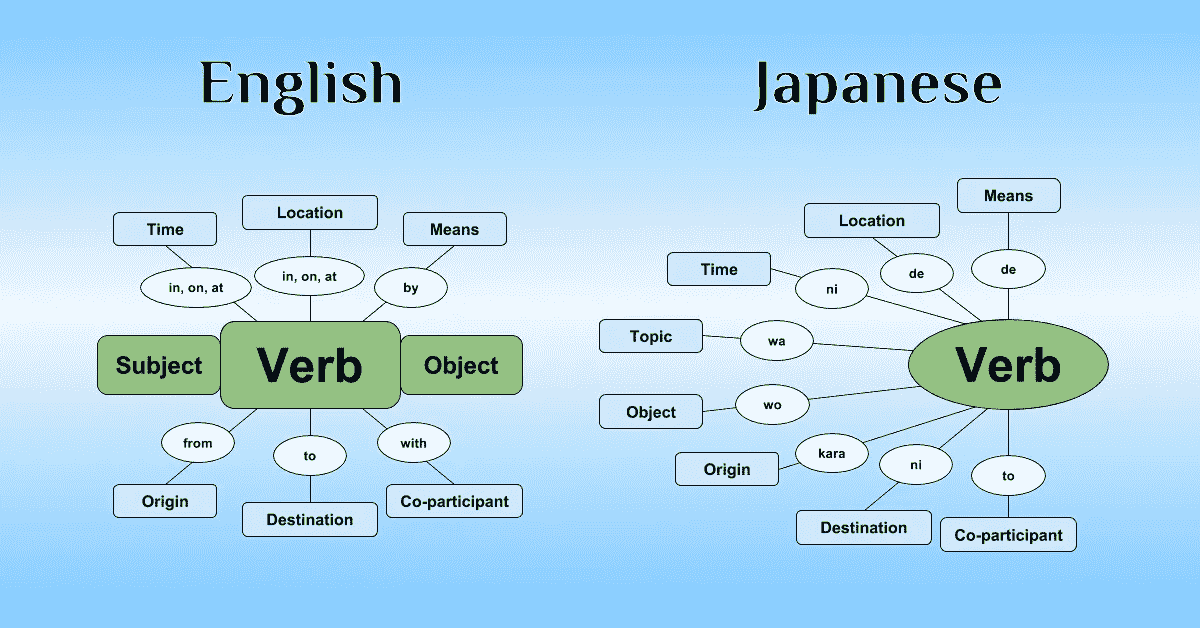 English
Time
Location
Means
in, on, at
in, on, at
by
Subject
Verb
Object
from
to
with
Origin
Destination
Co-participant
Japanese
Means
Location
Time
de
de
ni
Topic
wa
Verb
Object
wo
Origin
kara
ni
to
Destination
Co-participant